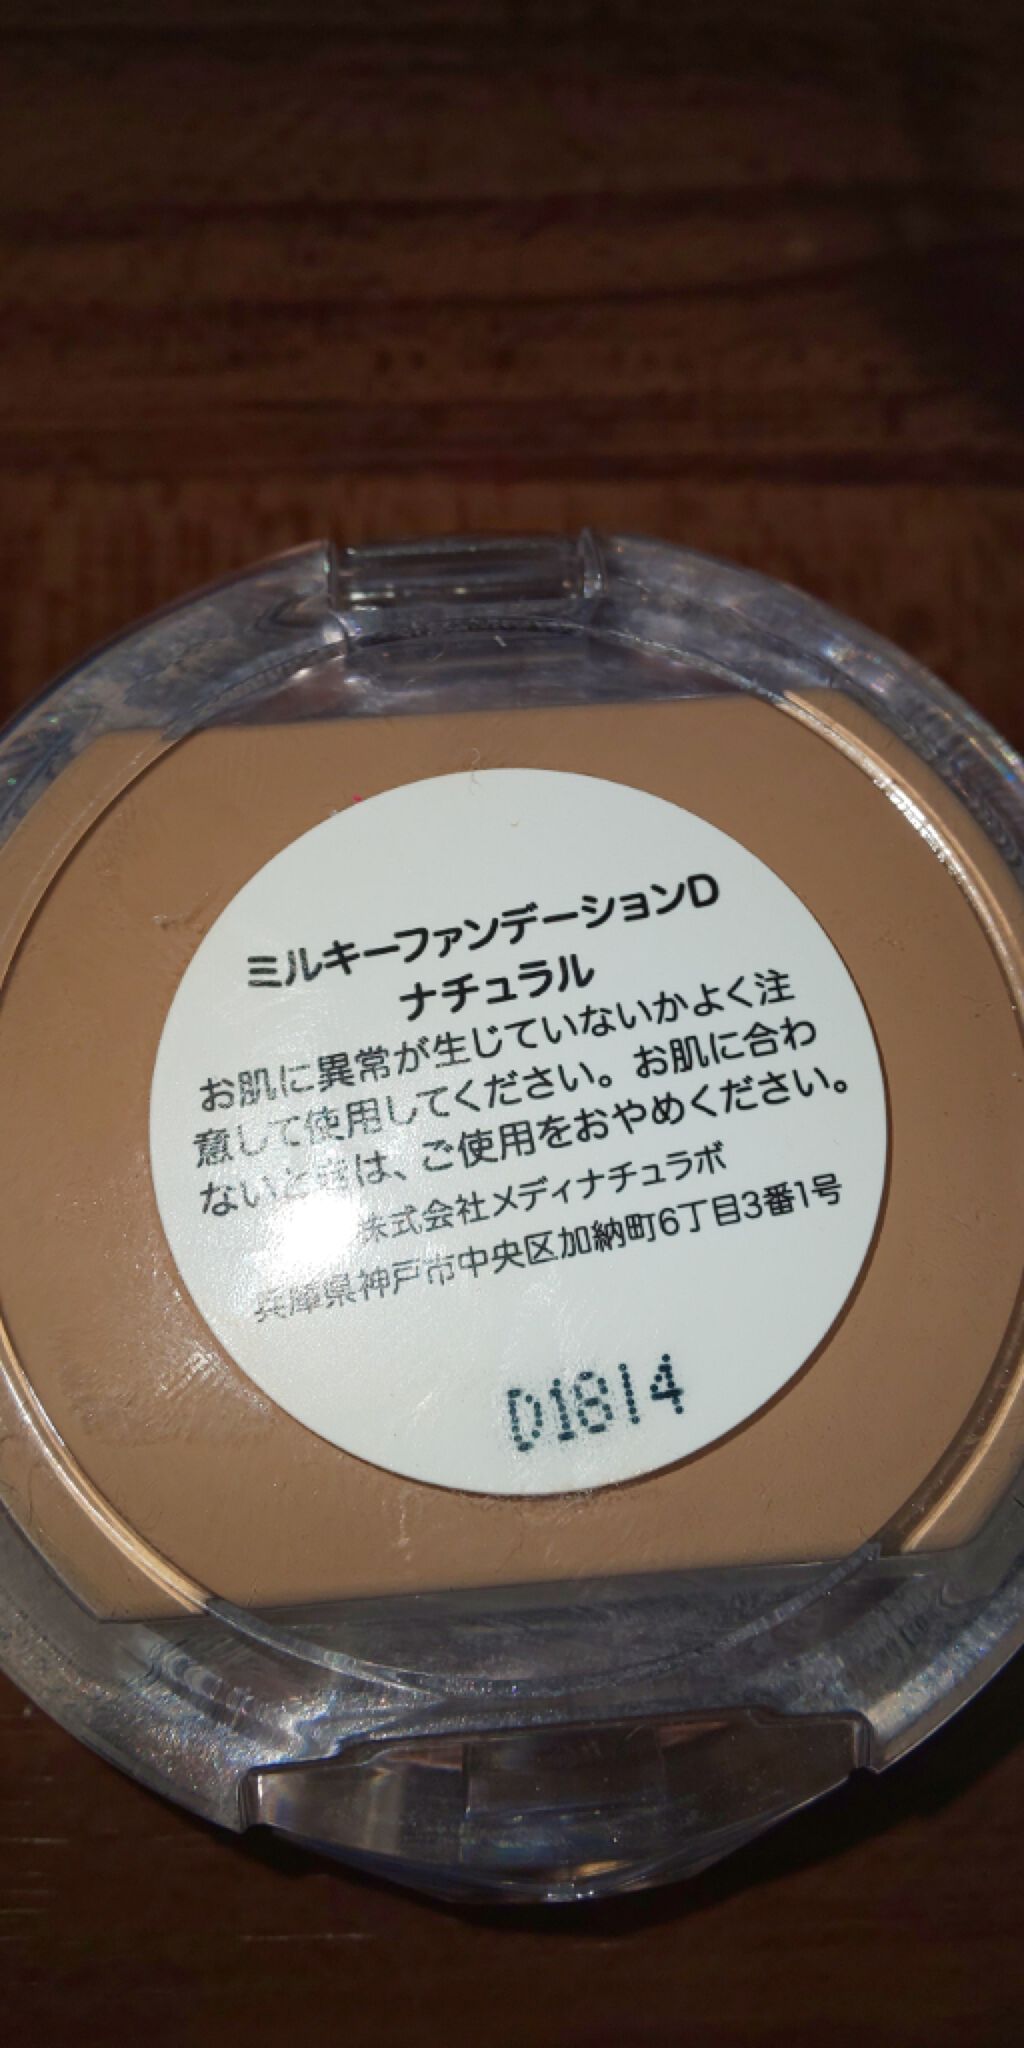 ミルキーファンデーションD
ナチュラル
お肌に異常が生じていないかよく注
意して使用してください。お肌に合わ
ないときは、ご使用をおやめください。
株式会社メディナチュラボ
兵庫県神戸市中央区加納町6丁目3番1号
D1814